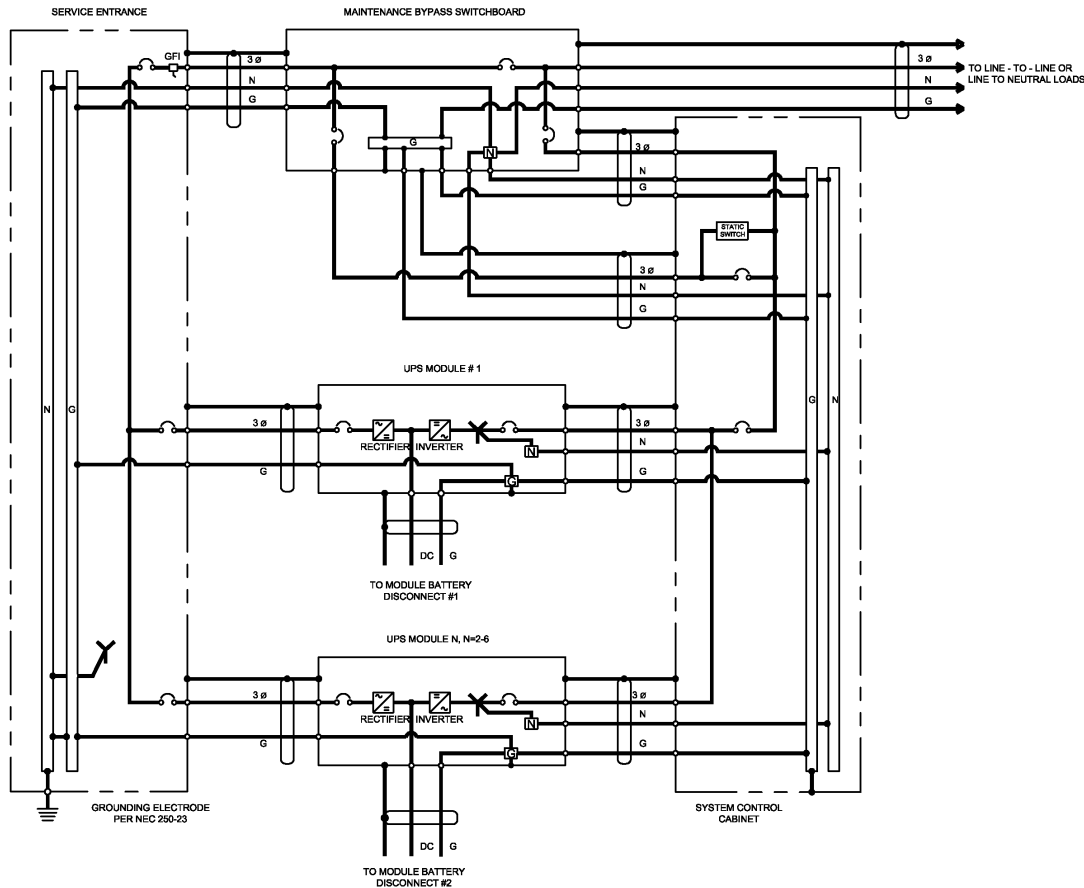 SERVICE ENTRANCE
MAINTENANCE BYPASS SWITCHBOARD
GFI
3 ø
N
G
3 ø
N
G
TO LINE - TO - LINE OR
LINE TO NEUTRAL LOADS
G
N
3 ø
N
G
STATIC
SWITCH
3 ø
N
G
UPS MODULE # 1
N
G
G
N
3 ø
G
RECTIFIER
INVERTER
N
G
3 ø
N
G
DC
G
TO MODULE BATTERY
DISCONNECT #1
UPS MODULE N, N=2-6
3 ø
G
RECTIFIER
INVERTER
N
G
3 ø
N
G
DC
G
TO MODULE BATTERY
DISCONNECT #2
GROUNDING ELECTRODE
PER NEC 250-23
SYSTEM CONTROL
CABINET